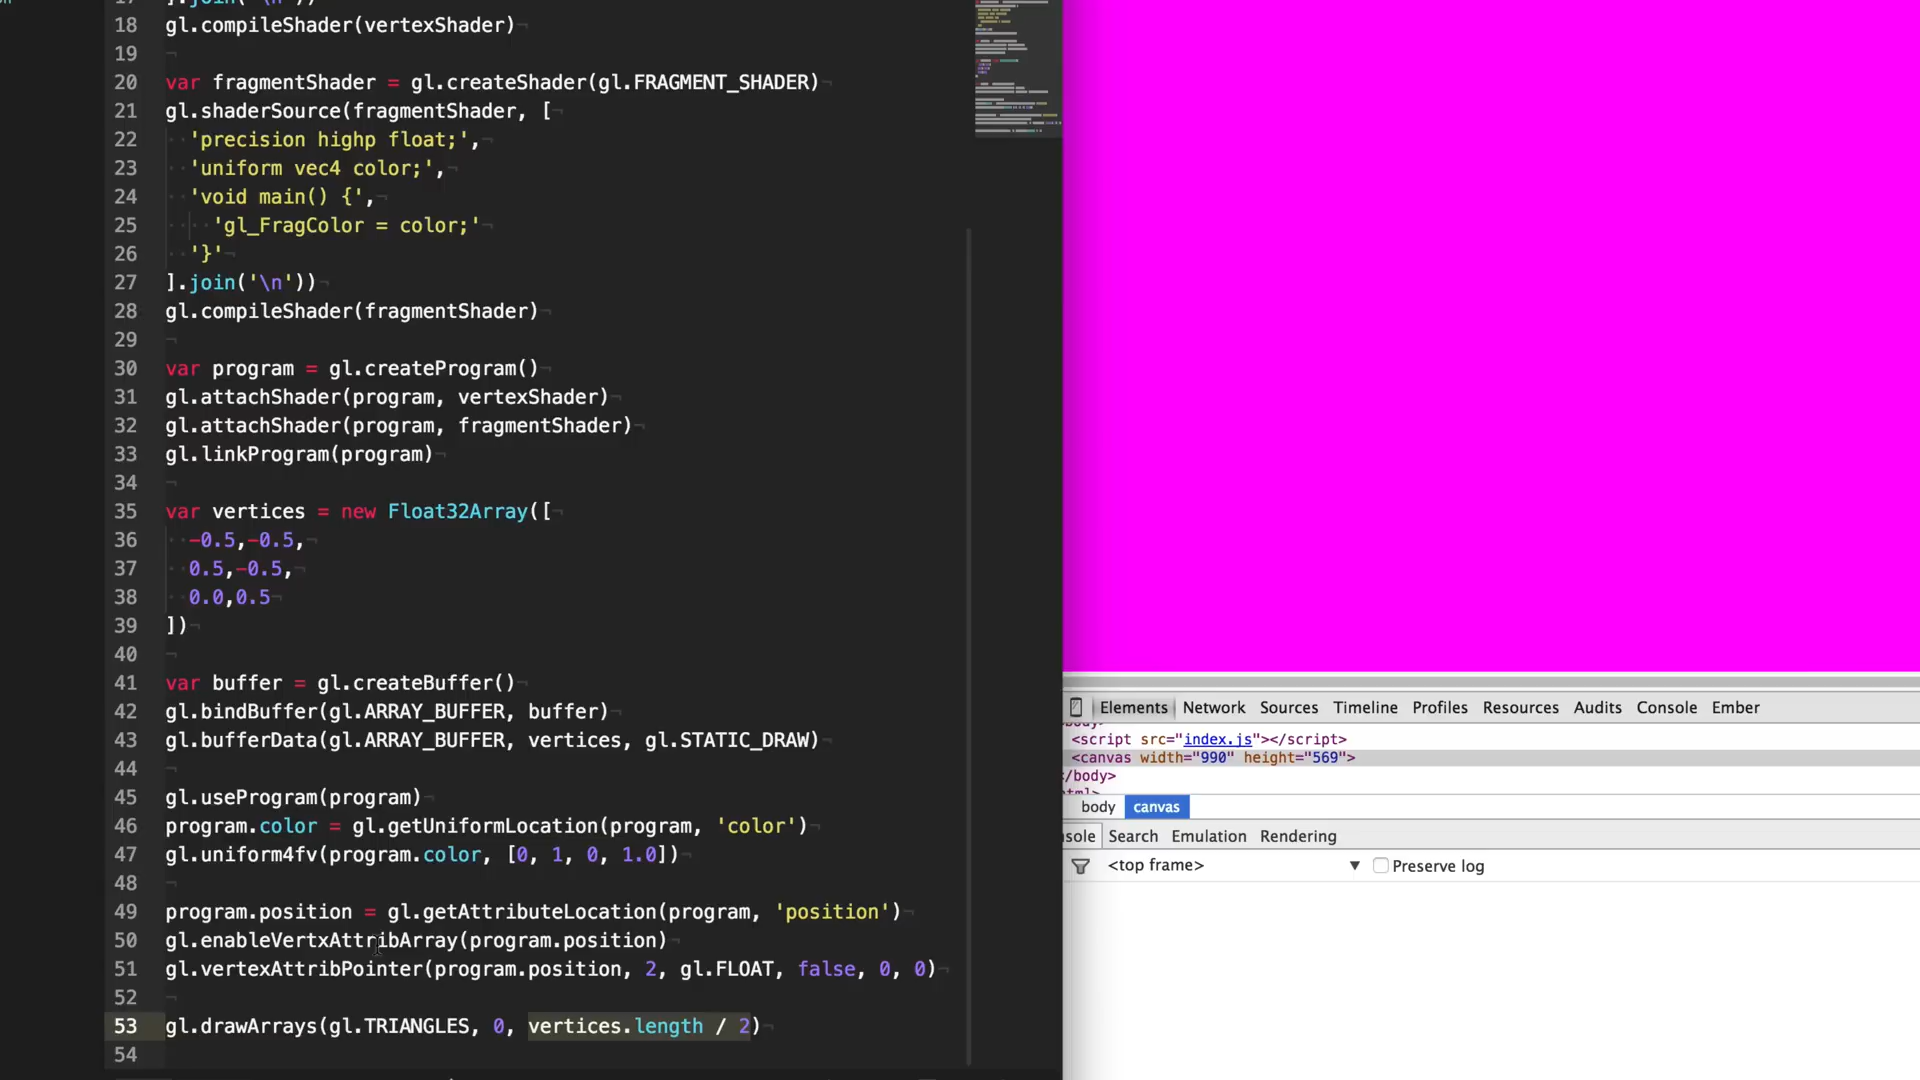 18 gl.compileShader(vertexShader)
19
20 var fragmentShader = gl.createShader(gl.FRAGMENT_SHADER)
21 gl.shaderSource(fragmentShader, [
22 'precision highp float;',
23 'uniform vec4 color;',
24 'void main() {',
25 'gl_FragColor = color;'
26 '}'
27 ].join('\n'))
28 gl.compileShader(fragmentShader)
29
30 var program = gl.createProgram()
31 gl.attachShader(program, vertexShader)
32 gl.attachShader(program, fragmentShader)
33 gl.linkProgram(program)
34
35 var vertices = new Float32Array([
36 -0.5,-0.5,
37 0.5,-0.5,
38 0.0,0.5
39 ])
40
41 var buffer = gl.createBuffer()
42 gl.bindBuffer(gl.ARRAY_BUFFER, buffer)
43 gl.bufferData(gl.ARRAY_BUFFER, vertices, gl.STATIC_DRAW)
44
45 gl.useProgram(program)
46 program.color = gl.getUniformLocation(program, 'color')
47 gl.uniform4fv(program.color, [0, 1, 0, 1.0])
48
49 program.position = gl.getAttributeLocation(program, 'position')
50 gl.enableVertxAttribArray(program.position)
51 gl.vertexAttribPointer(program.position, 2, gl.FLOAT, false, 0, 0)
52
53 gl.drawArrays(gl.TRIANGLES, 0, vertices.length / 2)
54
Elements Network Sources Timeline Profiles Resources Audits Console Ember
<script src="index.js"></script>
<canvas width="990" height="569">
/body>
body canvas
sole Search Emulation Rendering
<top frame> ▼ Preserve log